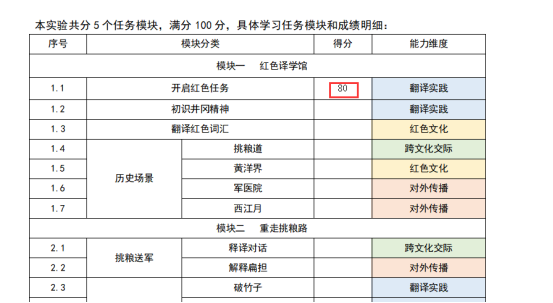 本实验共分 5 个任务模块，满分 100 分，具体学习任务模块和成绩明细：
序号 模块分类 得分 能力维度
模块一 红色译学馆
1.1 开启红色任务 80 翻译实践
1.2 初识井冈精神 翻译实践
1.3 翻译红色词汇 红色文化
1.4 历史场景 挑粮道 跨文化交际
1.5 黄洋界 红色文化
1.6 军医院 对外传播
1.7 西江月 对外传播
模块二 重走挑粮路
2.1 挑粮送军 释译对话 跨文化交际
2.2 解释扁担 对外传播
2.3 破竹子 翻译实践